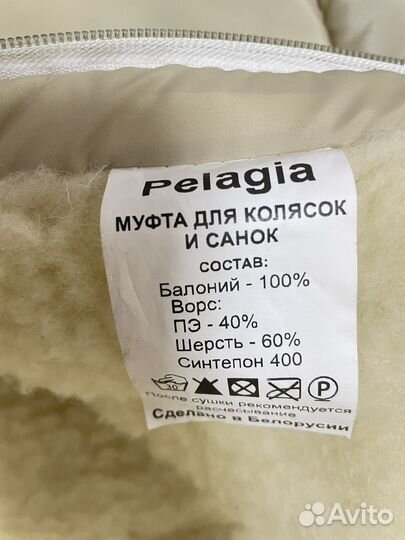 Pelagia
МУФТА ДЛЯ КОЛЯСОК
И САНОК
СОСТАВ:
Балоний - 100%
Ворс:
ПЭ - 40%
Шерсть - 60%
Синтепон 400
30 P
После сушки рекомендуется
расчесывание
Сделано в Белорусии
Avito